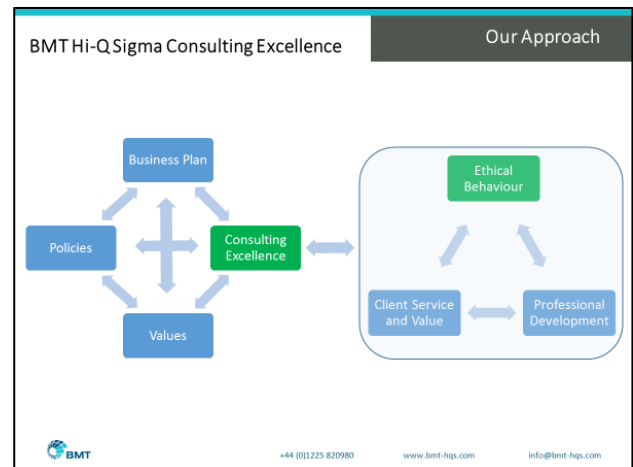 BMT Hi-Q Sigma Consulting Excellence
Our Approach
Business Plan
Policies
Consulting
Excellence
Values
Ethical
Behaviour
Client Service
and Value
Professional
Development
BMT
+44 (0)1225 820980
www.bmt-hqs.com
info@bmt-hqs.com